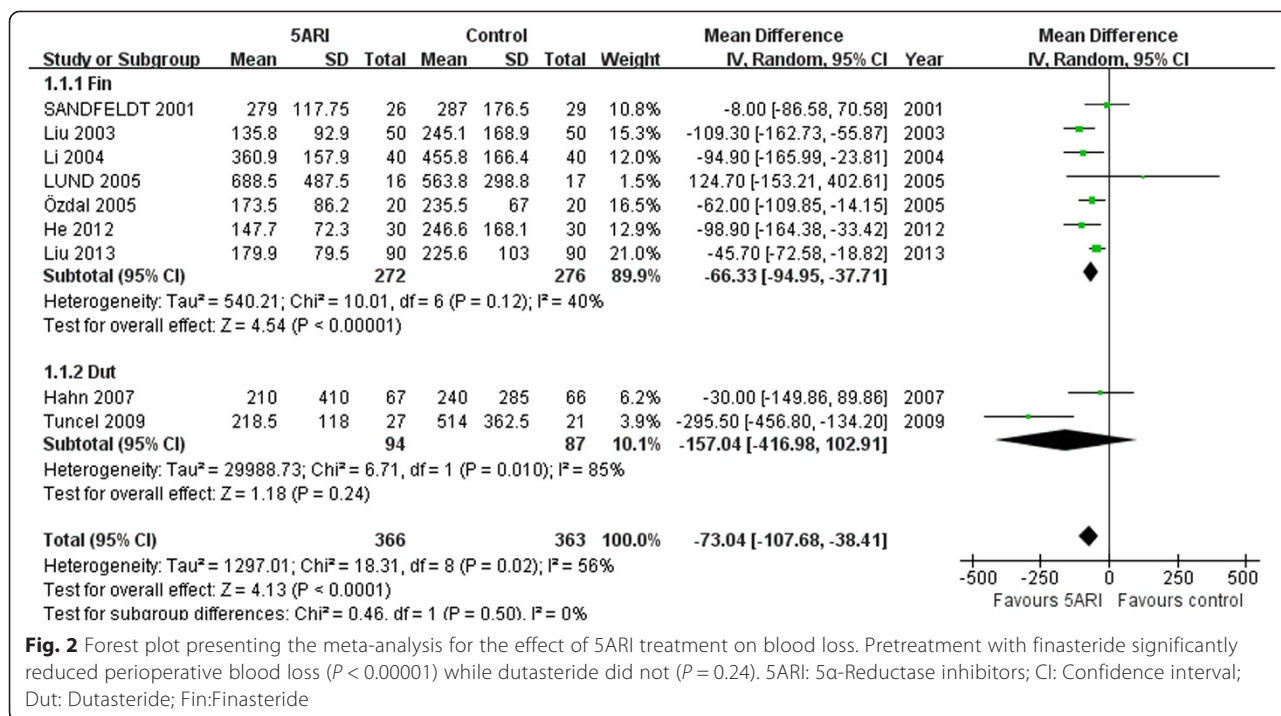 5ARI Control Mean Difference Mean Difference
Study or Subgroup Mean SD Total Mean SD Total Weight IV, Random, 95% CI Year IV, Random, 95% CI
1.1.1 Fin
SANDFELDT 2001 279 117.75 26 287 176.5 29 10.8% -8.00 [-86.58, 70.58] 2001
Liu 2003 135.8 92.9 50 245.1 168.9 50 15.3% -109.30 [-162.73, -55.87] 2003
Li 2004 360.9 157.9 40 455.8 166.4 40 12.0% -94.90 [-165.99, -23.81] 2004
LUND 2005 688.5 487.5 16 563.8 298.8 17 1.5% 124.70 [-153.21, 402.61] 2005
Özdal 2005 173.5 86.2 20 235.5 67 20 16.5% -62.00 [-109.85, -14.15] 2005
He 2012 147.7 72.3 30 246.6 168.1 30 12.9% -98.90 [-164.38, -33.42] 2012
Liu 2013 179.9 79.5 90 225.6 103 90 21.0% -45.70 [-72.58, -18.82] 2013
Subtotal (95% CI) 272 276 89.9% -66.33 [-94.95, -37.71]
Heterogeneity: Tau² = 540.21; Chi² = 10.01, df = 6 (P = 0.12); I² = 40%
Test for overall effect: Z = 4.54 (P < 0.00001)
1.1.2 Dut
Hahn 2007 210 410 67 240 285 66 6.2% -30.00 [-149.86, 89.86] 2007
Tuncel 2009 218.5 118 27 514 362.5 21 3.9% -295.50 [-456.80, -134.20] 2009
Subtotal (95% CI) 94 87 10.1% -157.04 [-416.98, 102.91]
Heterogeneity: Tau² = 29988.73; Chi² = 6.71, df = 1 (P = 0.010); I² = 85%
Test for overall effect: Z = 1.18 (P = 0.24)
Total (95% CI) 366 363 100.0% -73.04 [-107.68, -38.41]
Heterogeneity: Tau² = 1297.01; Chi² = 18.31, df = 8 (P = 0.02); I² = 56%
Test for overall effect: Z = 4.13 (P < 0.0001)
Test for subgroup differences: Chi² = 0.46, df = 1 (P = 0.50), I² = 0%
-500 -250 0 250 500
Favours 5ARI Favours control
Fig. 2 Forest plot presenting the meta-analysis for the effect of 5ARI treatment on blood loss. Pretreatment with finasteride significantly
reduced perioperative blood loss (P < 0.00001) while dutasteride did not (P = 0.24). 5ARI: 5α-Reductase inhibitors; CI: Confidence interval;
Dut: Dutasteride; Fin:Finasteride